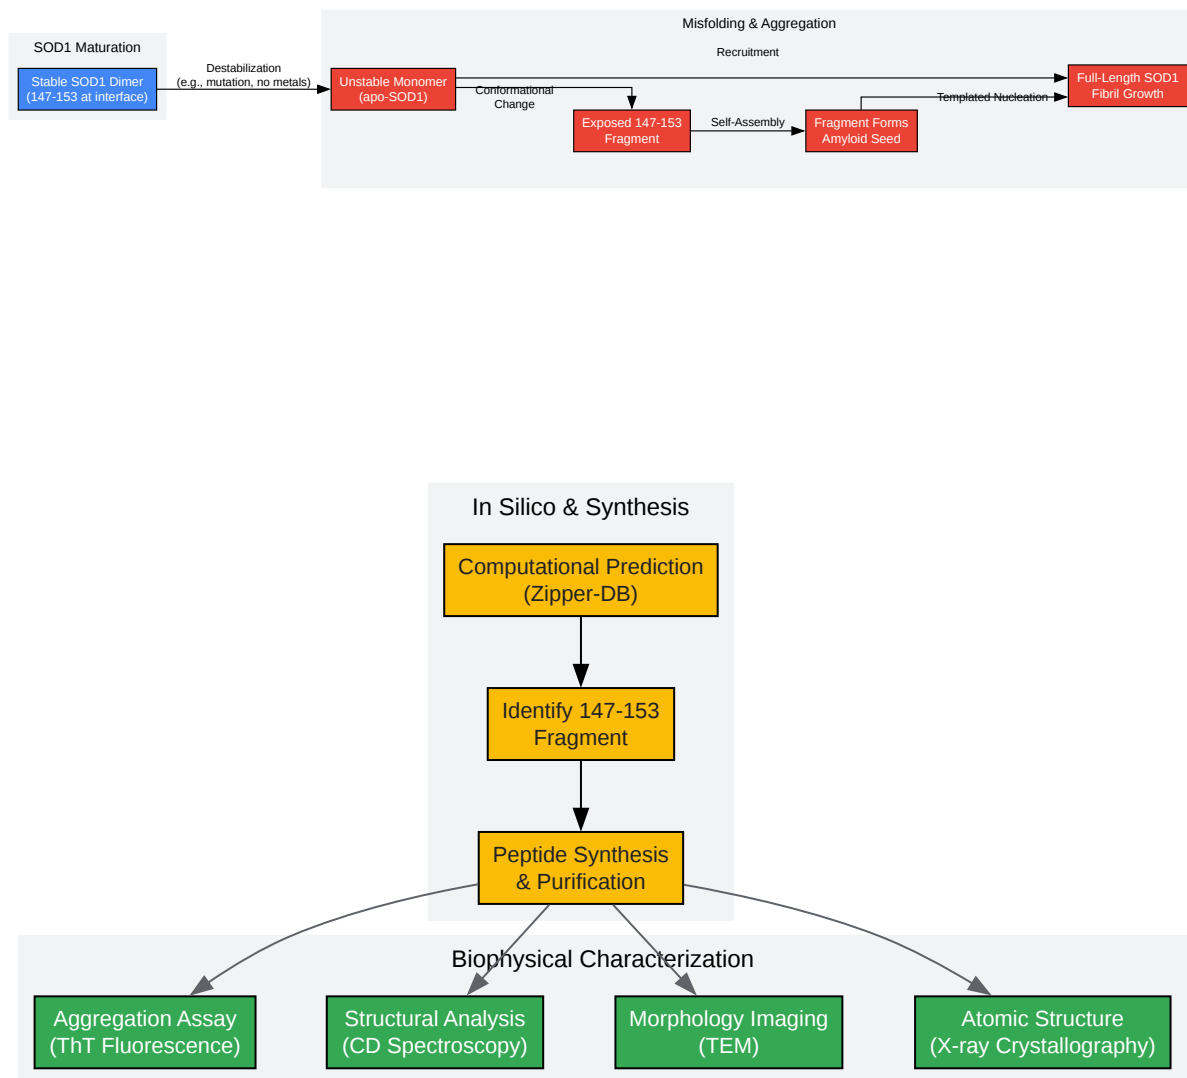 SOD1 Maturation
Stable SOD1 Dimer
(147-153 at interface)
Destabilization
(e.g., mutation, no metals)
Misfolding & Aggregation
Recruitment
Unstable Monomer
(apo-SOD1)
Conformational
Change
Exposed 147-153
Fragment
Self-Assembly
Fragment Forms
Amyloid Seed
Templated Nucleation
Full-Length SOD1
Fibril Growth
In Silico & Synthesis
Computational Prediction
(Zipper-DB)
Identify 147-153
Fragment
Peptide Synthesis
& Purification
Biophysical Characterization
Aggregation Assay
(ThT Fluorescence)
Structural Analysis
(CD Spectroscopy)
Morphology Imaging
(TEM)
Atomic Structure
(X-ray Crystallography)